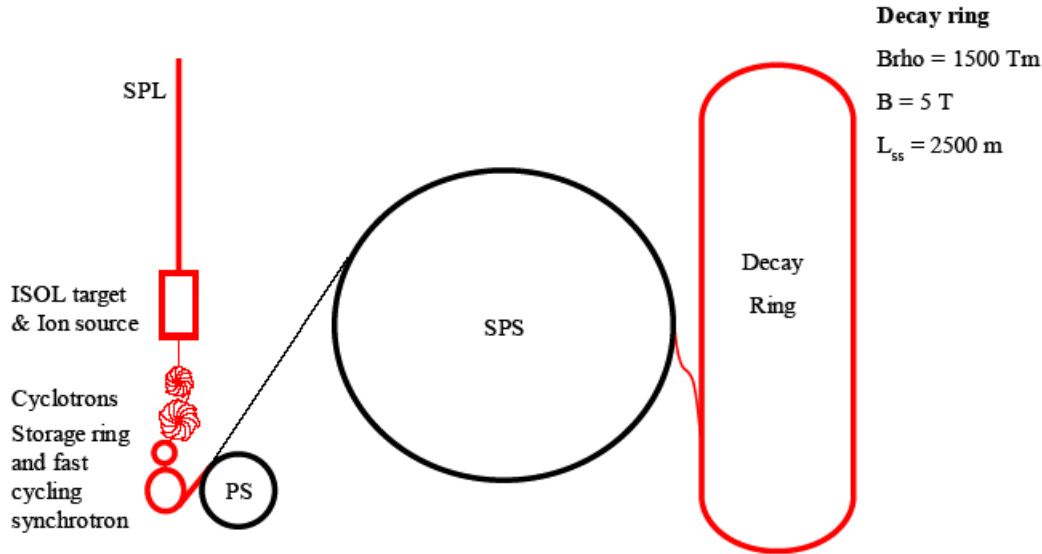 SPL
ISOL target
& Ion source
Cyclotrons
Storage ring
and fast
cycling
synchrotron
PS
SPS
Decay
Ring
Decay ring
Brho = 1500 Tm
B = 5 T
Lss = 2500 m